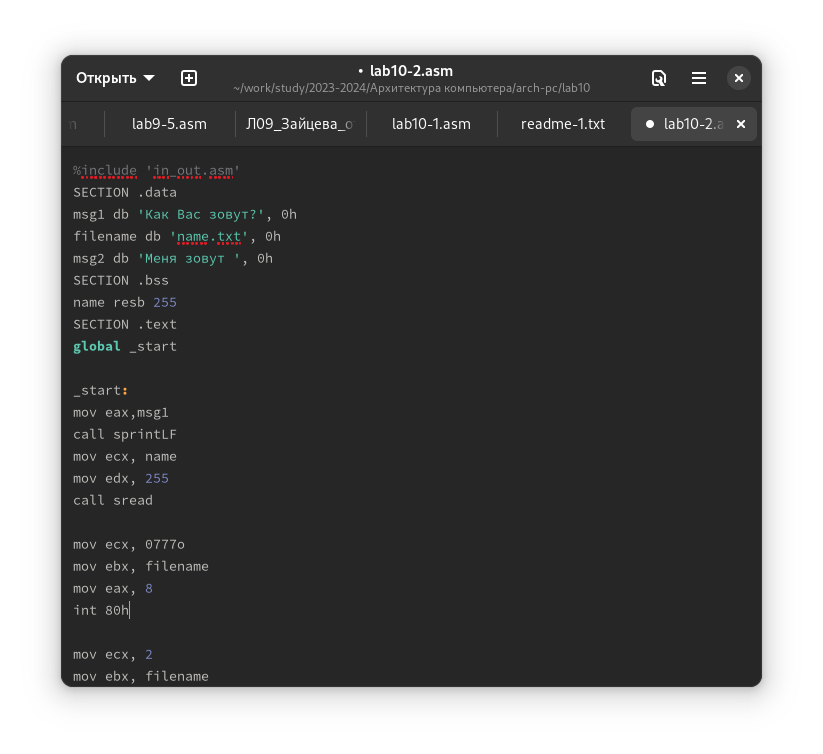 Открыть
• lab10-2.asm
~/work/study/2023-2024/Архитектура компьютера/arch-pc/lab10
lab9-5.asm
Л09_Зайцева_о
lab10-1.asm
readme-1.txt
● lab10-2.a
%include 'in_out.asm'
SECTION .data
msg1 db 'Как Вас зовут?', 0h
filename db 'name.txt', 0h
msg2 db 'Меня зовут ', 0h
SECTION .bss
name resb 255
SECTION .text
global _start
_start:
mov eax,msg1
call sprintLF
mov ecx, name
mov edx, 255
call sread
mov ecx, 0777o
mov ebx, filename
mov eax, 8
int 80h
mov ecx, 2
mov ebx, filename